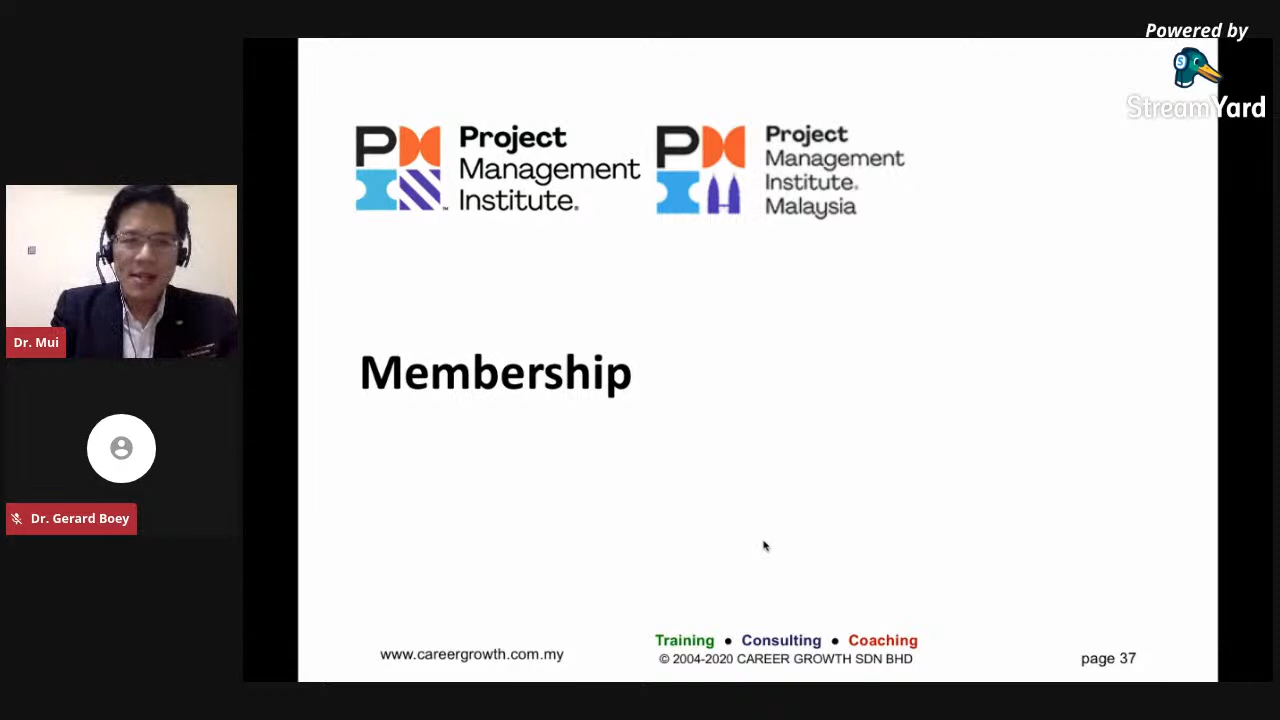 Powered by
StreamYard
Project
Management
Institute.
Project
Management
Institute.
Malaysia
Dr. Mui
Membership
Dr. Gerard Boey
Training • Consulting • Coaching
www.careergrowth.com.my
© 2004-2020 CAREER GROWTH SDN BHD
page 37